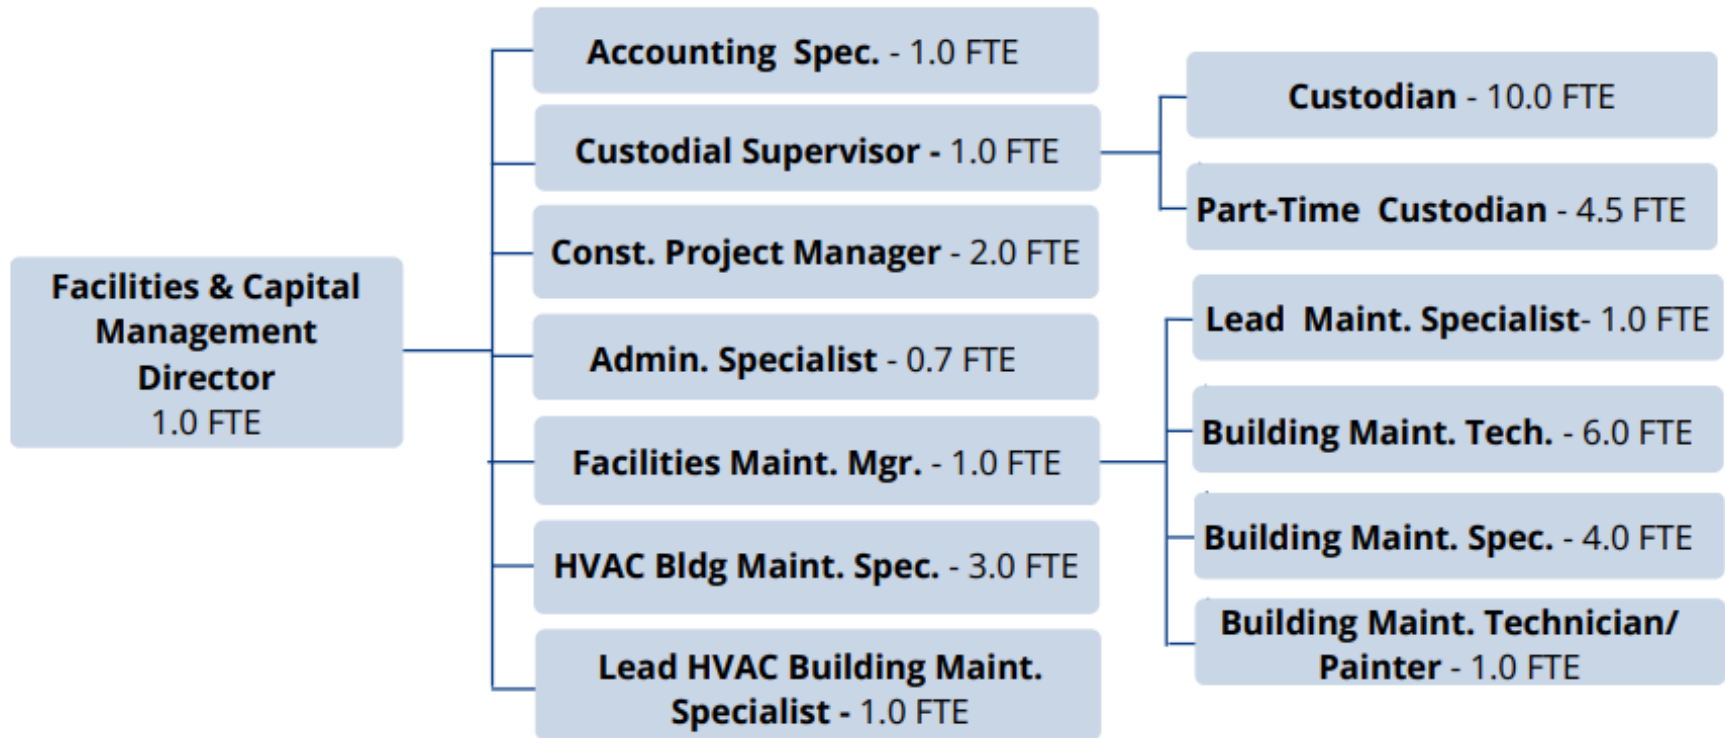 Facilities & Capital
Management
Director
1.0 FTE
Accounting Spec. - 1.0 FTE
Custodial Supervisor - 1.0 FTE
Const. Project Manager - 2.0 FTE
Admin. Specialist - 0.7 FTE
Facilities Maint. Mgr. - 1.0 FTE
HVAC Bldg Maint. Spec. - 3.0 FTE
Lead HVAC Building Maint.
Specialist - 1.0 FTE
Custodian - 10.0 FTE
Part-Time Custodian - 4.5 FTE
Lead Maint. Specialist- 1.0 FTE
Building Maint. Tech. - 6.0 FTE
Building Maint. Spec. - 4.0 FTE
Building Maint. Technician/
Painter - 1.0 FTE